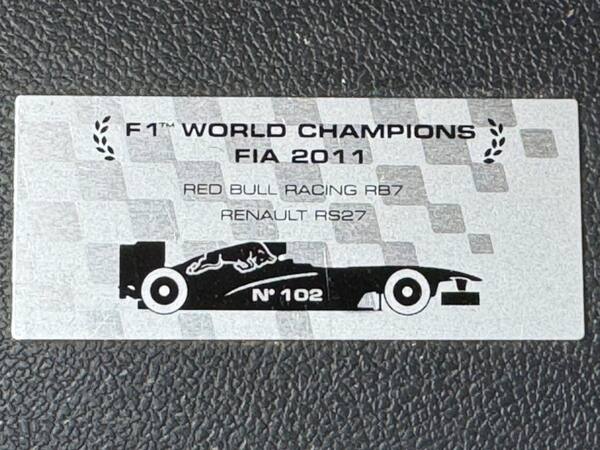 F1™ WORLD CHAMPIONS
FIA 2011
RED BULL RACING RB7
RENAULT RS27
N° 102